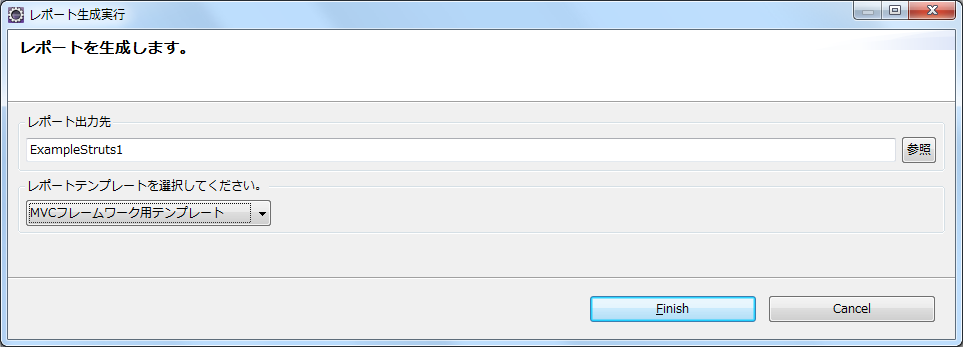 レポート生成実行
レポートを生成します。
レポート出力先
ExampleStruts1
参照
レポートテンプレートを選択してください。
MVCフレームワーク用テンプレート
Finish
Cancel